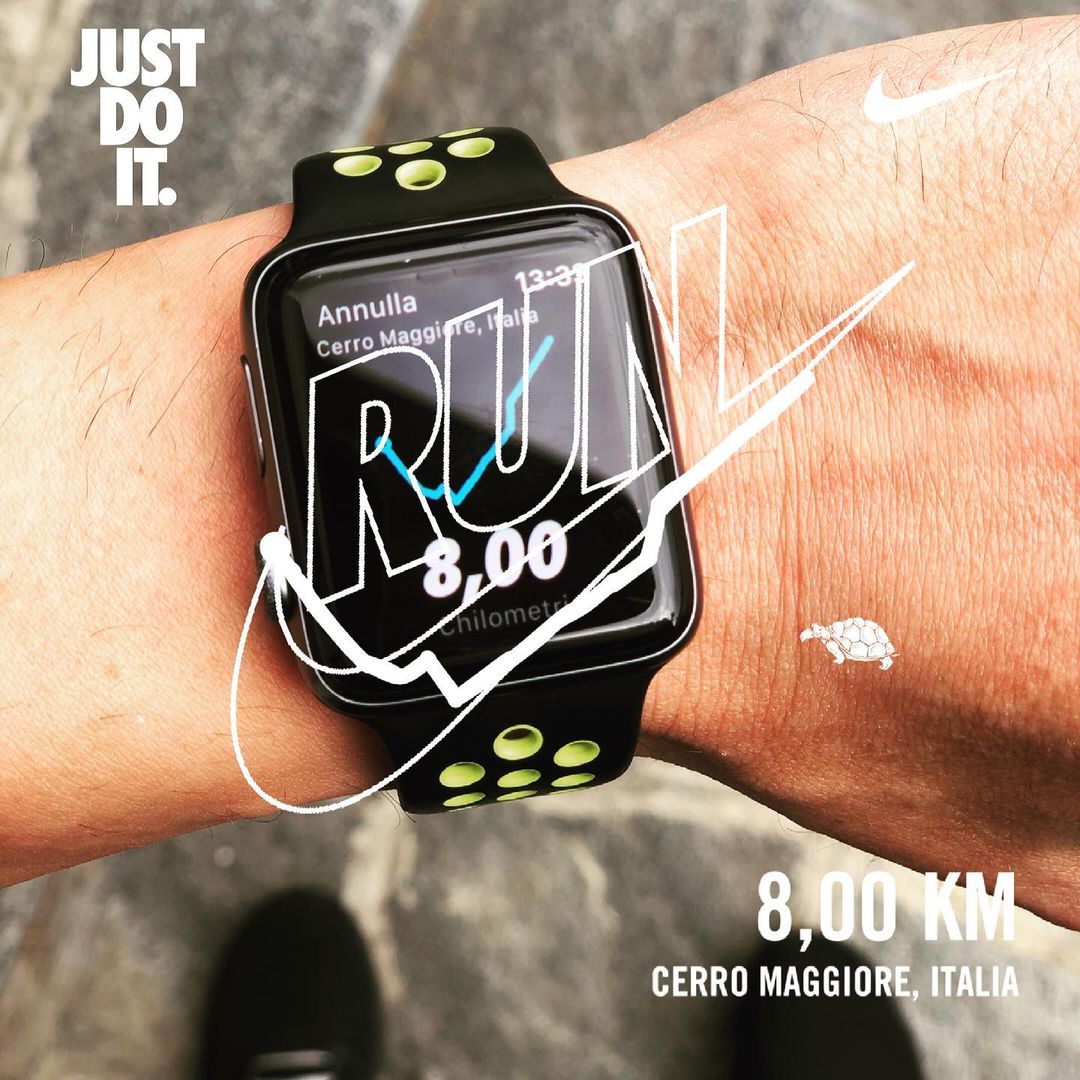 JUST
DO
IT.
Annulla
Cerro Maggiore, Italia
RUN
8,00
Chilometri
8,00 KM
CERRO MAGGIORE, ITALIA